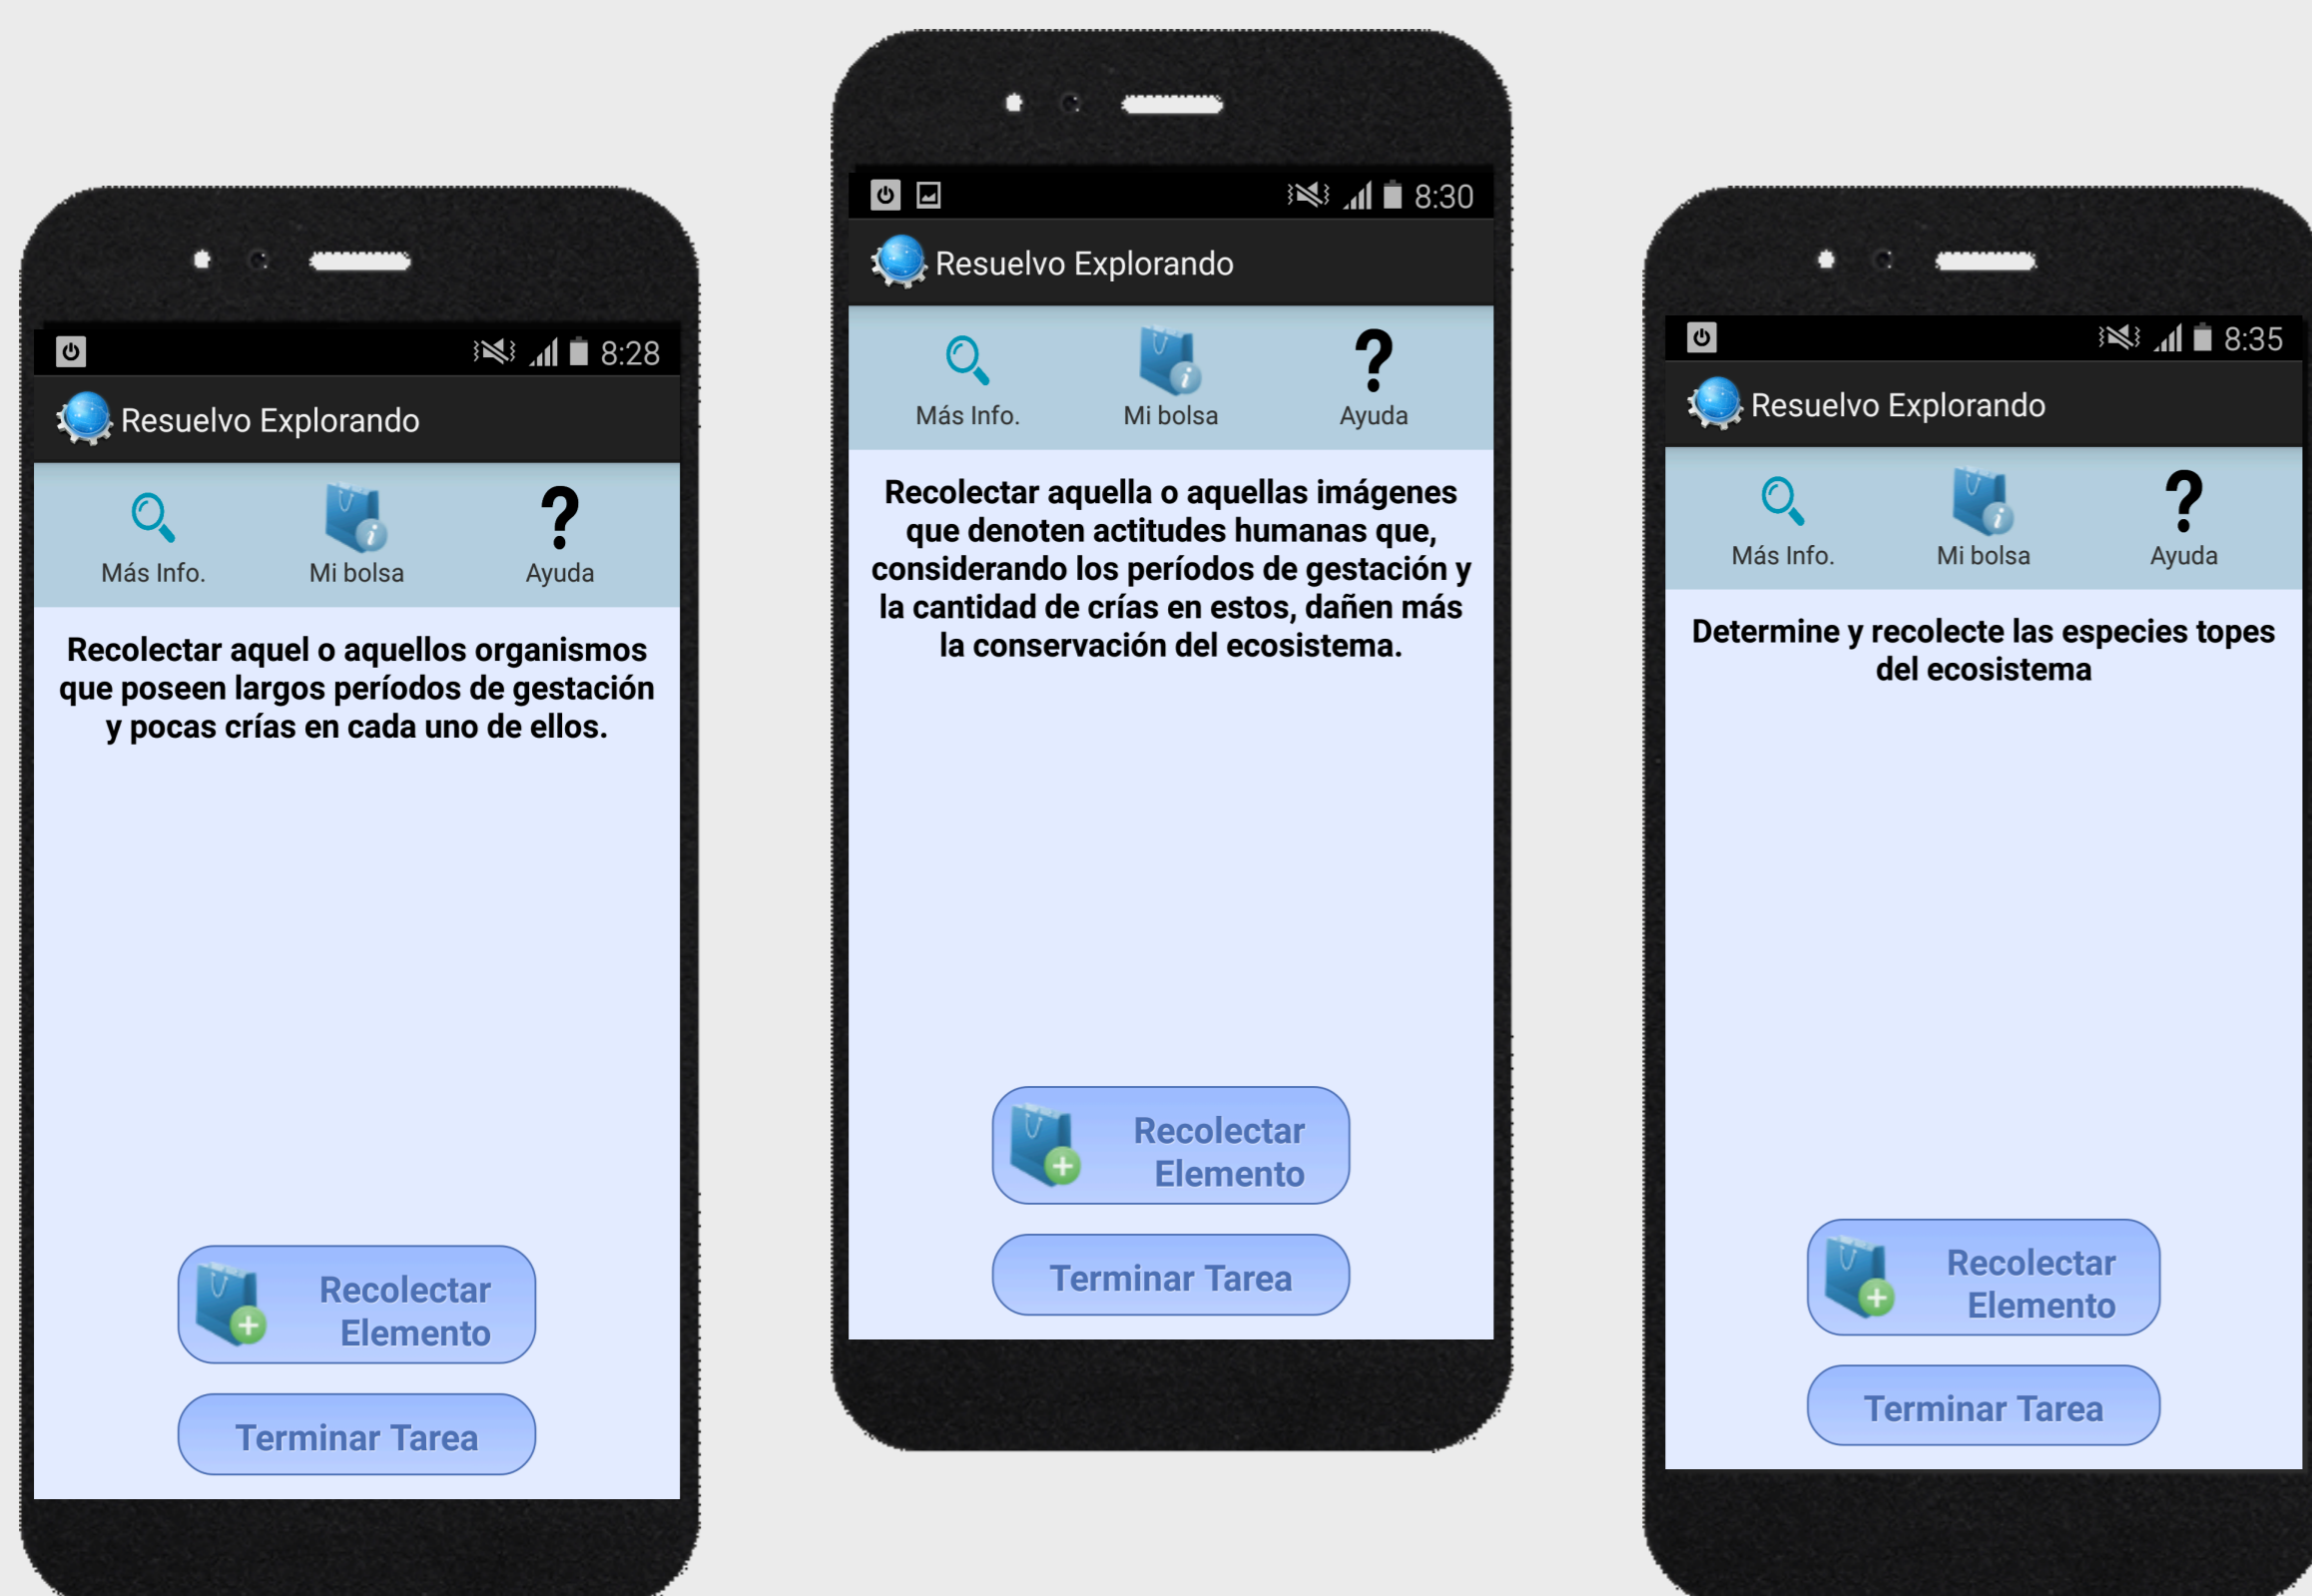 8:28
Resuelvo Explorando
Más Info.
Mi bolsa
Ayuda
Recolectar aquel o aquellos organismos
que poseen largos períodos de gestación
y pocas crías en cada uno de ellos.
Recolectar
Elemento
Terminar Tarea
8:30
Resuelvo Explorando
Más Info.
Mi bolsa
Ayuda
Recolectar aquella o aquellas imágenes
que denoten actitudes humanas que,
considerando los períodos de gestación y
la cantidad de crías en estos, dañen más
la conservación del ecosistema.
Recolectar
Elemento
Terminar Tarea
8:35
Resuelvo Explorando
Más Info.
Mi bolsa
Ayuda
Determine y recolecte las especies topes
del ecosistema
Recolectar
Elemento
Terminar Tarea